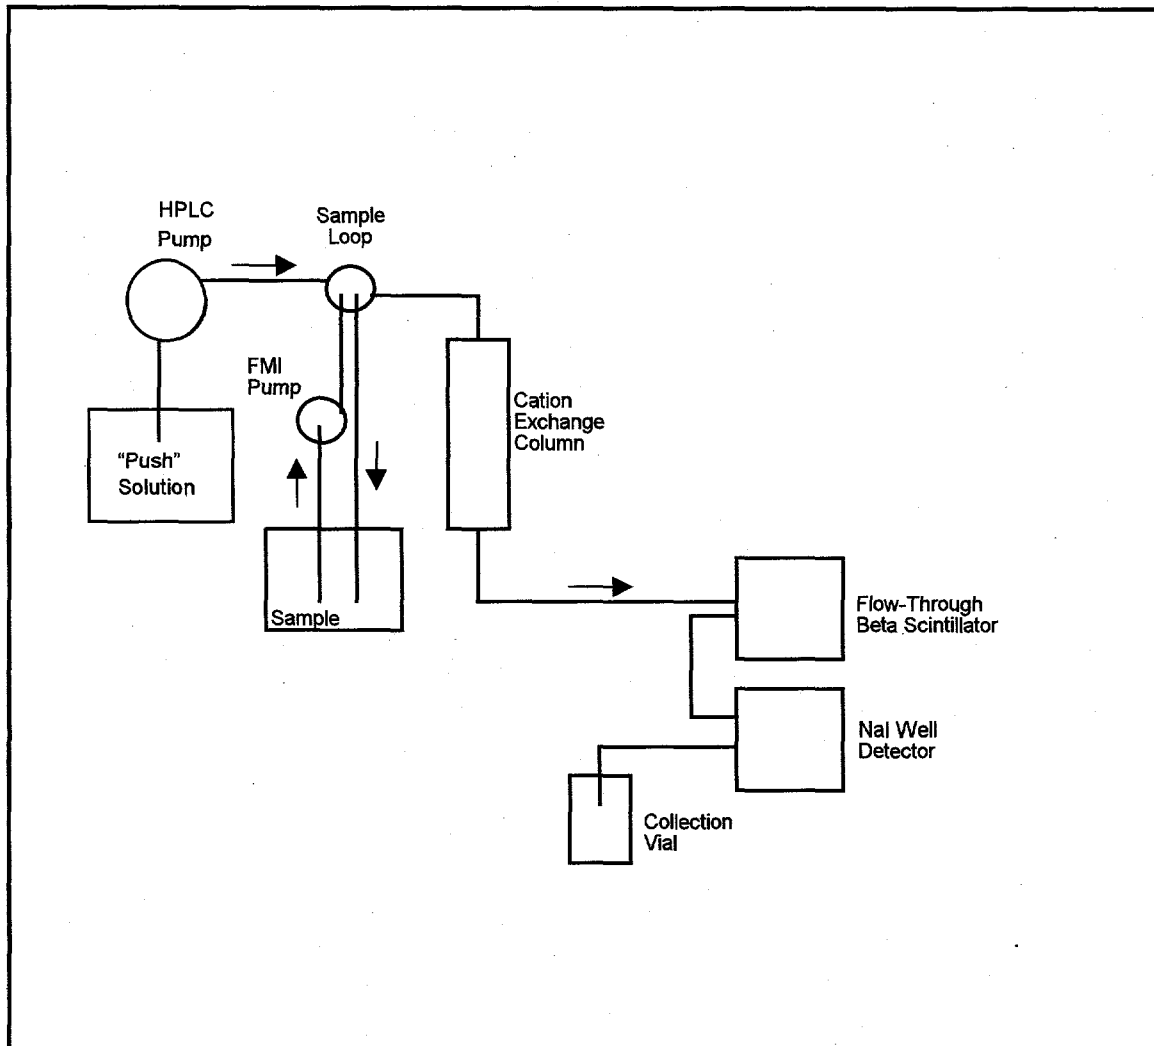 HPLC
Pump
Sample
Loop
FMI
Pump
"Push"
Solution
Sample
Cation
Exchange
Column
Flow-Through
Beta Scintillator
NaI Well
Detector
Collection
Vial